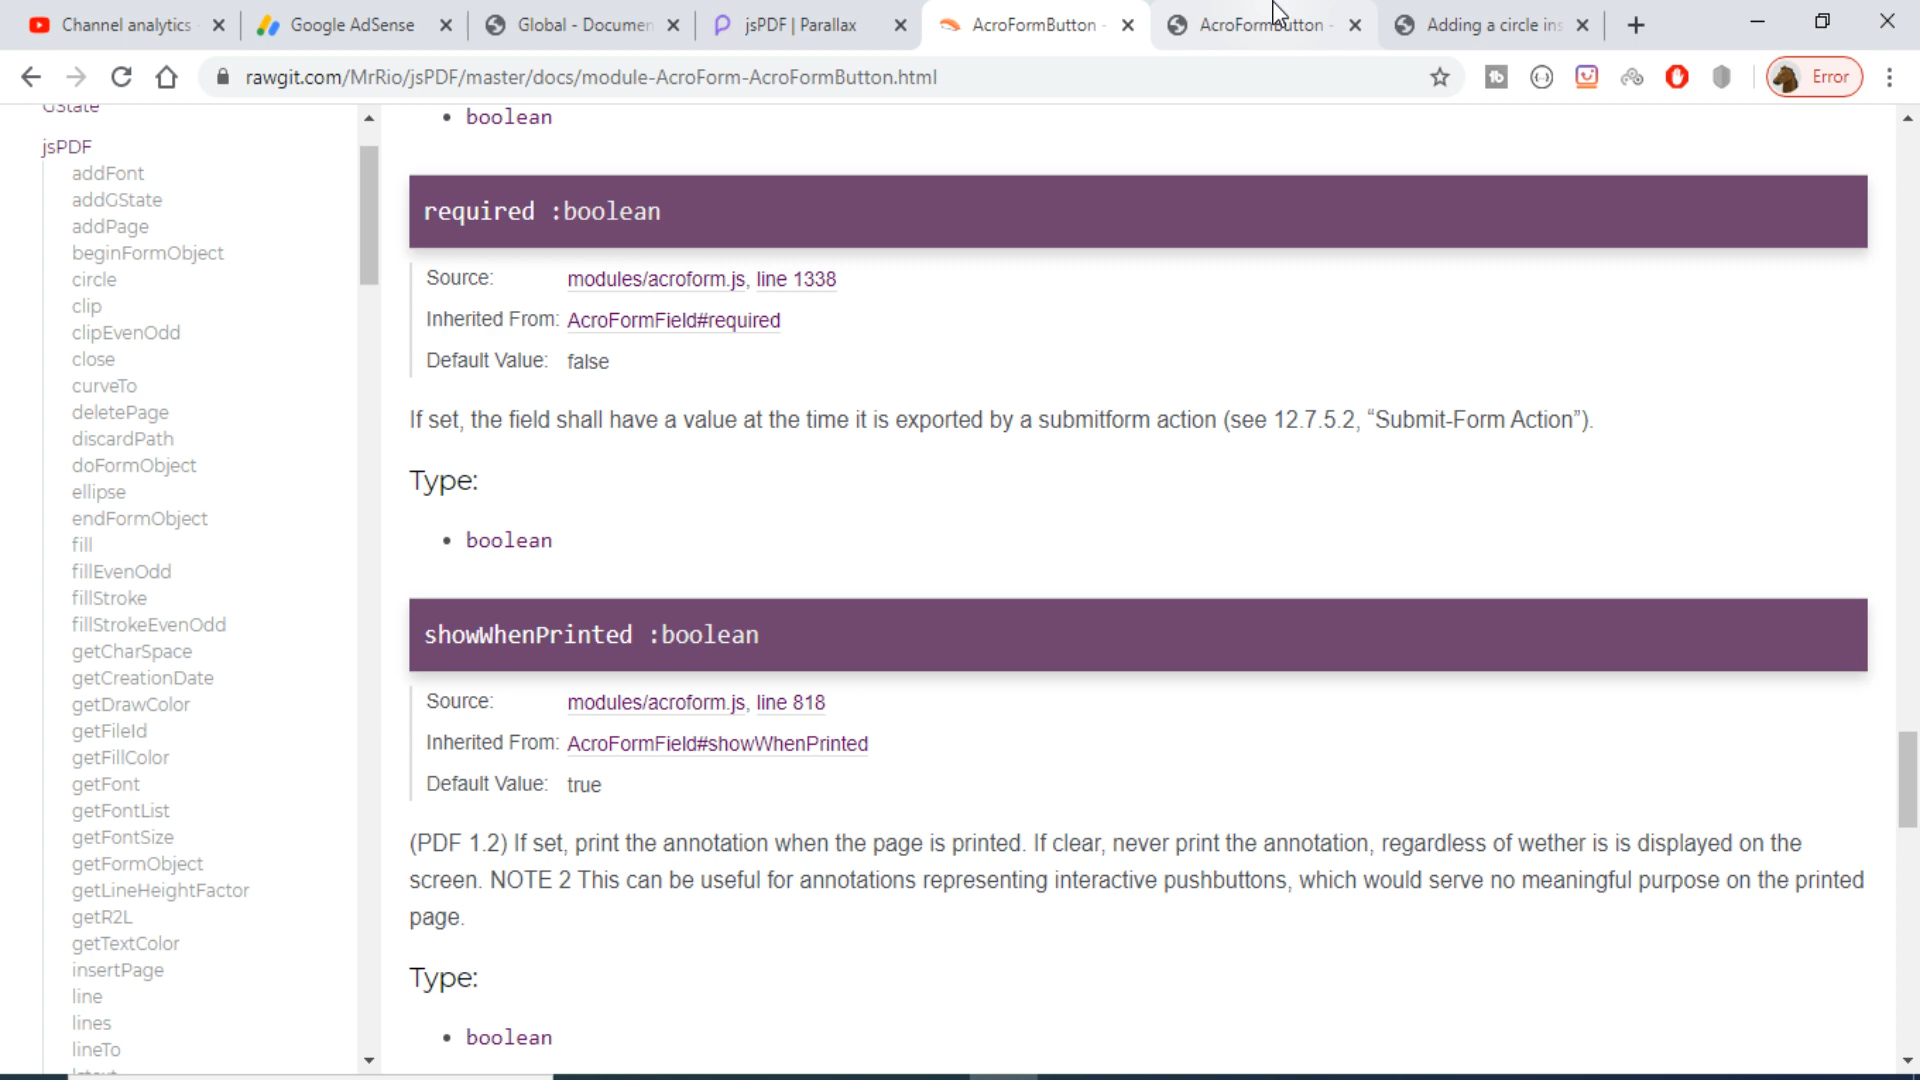 Channel analytics
Google AdSense
Global - Documen
jsPDF | Parallax
AcroFormButton -
AcroFormButton -
Adding a circle ins
rawgit.com/MrRio/jsPDF/master/docs/module-AcroForm-AcroFormButton.html
Error
GState
jsPDF
addFont
addGState
addPage
beginFormObject
circle
clip
clipEvenOdd
close
curveTo
deletePage
discardPath
doFormObject
ellipse
endFormObject
fill
fillEvenOdd
fillStroke
fillStrokeEvenOdd
getCharSpace
getCreationDate
getDrawColor
getFileId
getFillColor
getFont
getFontList
getFontSize
getFormObject
getLineHeightFactor
getR2L
getTextColor
insertPage
line
lines
lineTo
• boolean
required :boolean
Source: modules/acroform.js, line 1338
Inherited From: AcroFormField#required
Default Value: false
If set, the field shall have a value at the time it is exported by a submitform action (see 12.7.5.2, “Submit-Form Action”).
Type:
• boolean
showWhenPrinted :boolean
Source: modules/acroform.js, line 818
Inherited From: AcroFormField#showWhenPrinted
Default Value: true
(PDF 1.2) If set, print the annotation when the page is printed. If clear, never print the annotation, regardless of wether is is displayed on the
screen. NOTE 2 This can be useful for annotations representing interactive pushbuttons, which would serve no meaningful purpose on the printed
page.
Type:
• boolean